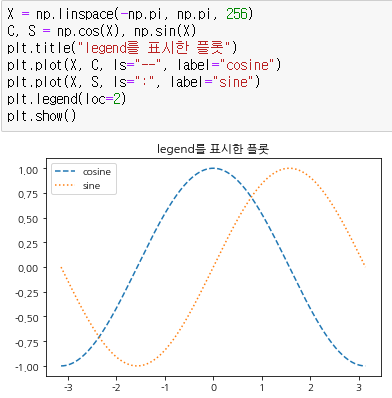 X = np.linspace(-np.pi, np.pi, 256)
C, S = np.cos(X), np.sin(X)
plt.title("legend를 표시한 플롯")
plt.plot(X, C, ls="--", label="cosine")
plt.plot(X, S, ls=":", label="sine")
plt.legend(loc=2)
plt.show()
legend를 표시한 플롯
cosine
sine
1.00
0.75
0.50
0.25
0.00
-0.25
-0.50
-0.75
-1.00
-3 -2 -1 0 1 2 3